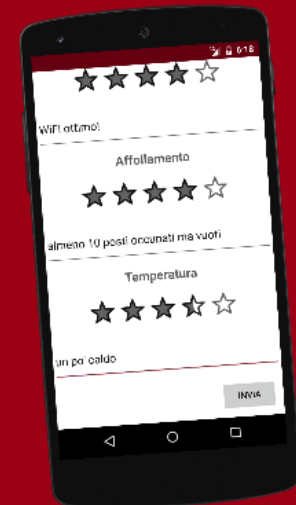 6:18
WiFi ottimo!
Affollamento
almeno 10 posti occupati ma vuoti
Temperatura
un po' caldo
INVIA